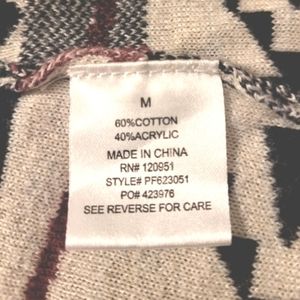 M
60%COTTON
40%ACRYLIC
MADE IN CHINA
RN# 120951
STYLE# PF623051
PO# 423976
SEE REVERSE FOR CARE